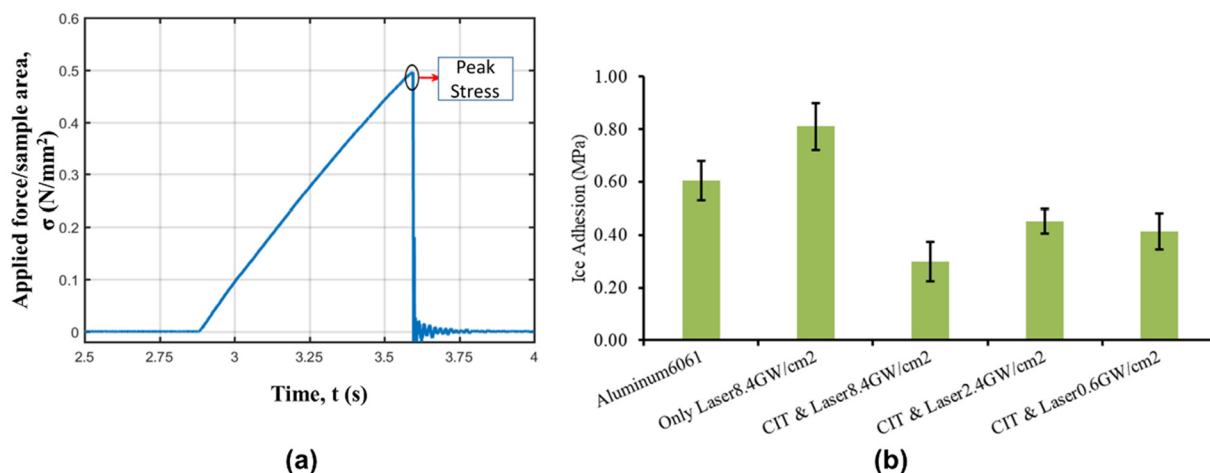 0.6
0.5
0.4
0.3
0.2
0.1
0
2.5
2.75
3
3.25
3.5
3.75
4
Applied force/sample area,
σ (N/mm²)
Time, t (s)
Peak
Stress
(a)
1.00
0.80
0.60
0.40
0.20
0.00
Ice Adhesion (MPa)
Aluminum6061
Only Laser8.4GW/cm2
CIT & Laser8.4GW/cm2
CIT & Laser2.4GW/cm2
CIT & Laser0.6GW/cm2
(b)